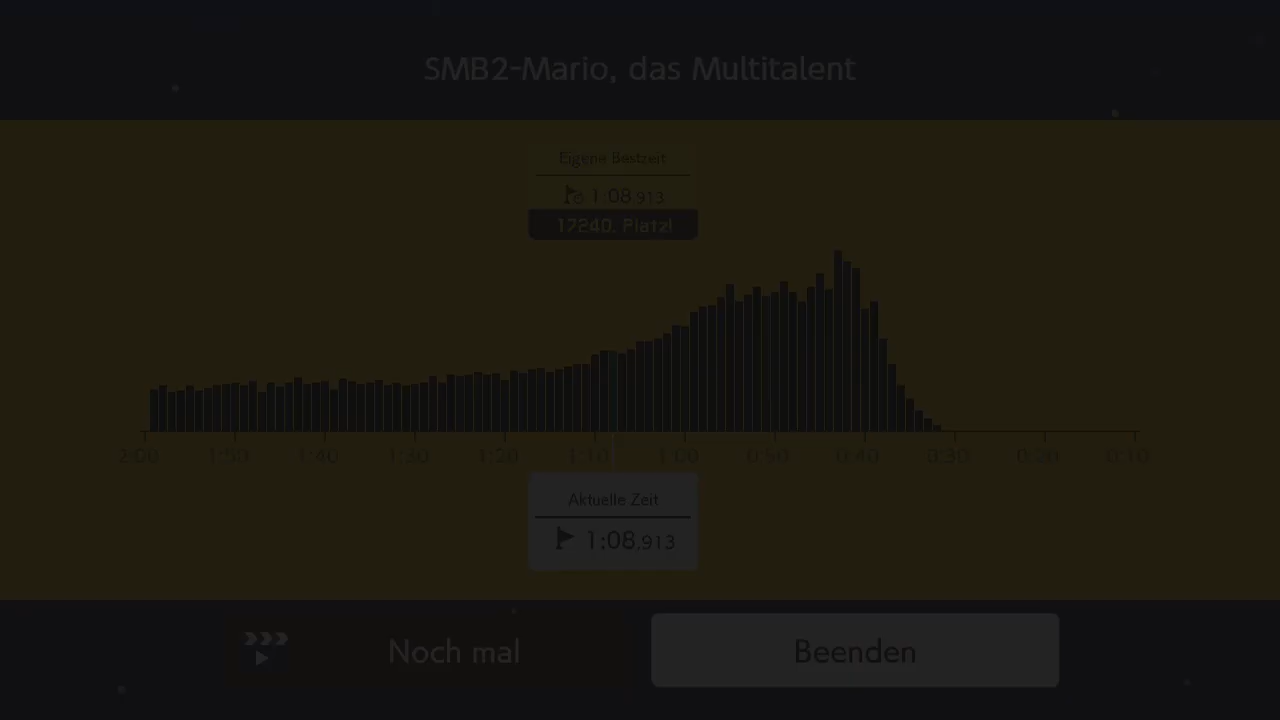 SMB2-Mario, das Multitalent
Eigene Bestzeit
1:08.913
17240. Platz!
2:00 1:50 1:40 1:30 1:20 1:10 1:00 0:50 0:40 0:30 0:20 0:10
Aktuelle Zeit
1:08.913
Noch mal
Beenden